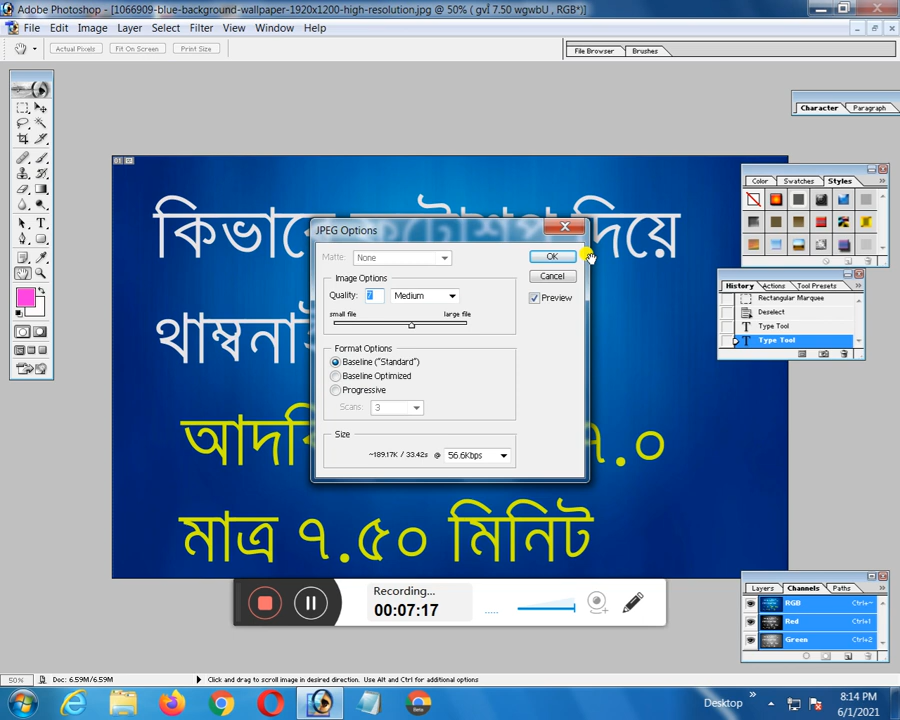 Adobe Photoshop - [1066909-blue-background-wallpaper-1920x1200-high-resolution.jpg @ 50% ( gvÎ 7.50 wgwbU , RGB*)]
File Edit Image Layer Select Filter View Window Help
Actual Pixels Fit On Screen Print Size File Browser Brushes
Character Paragraph
01
কিভাবে দিয়ে
থাম্বনাই
আদবি ৭.০
মাত্র ৭.৫০ মিনিট
JPEG Options
Matte: None OK
Cancel
Image Options
Quality: 7 Medium Preview
small file large file
Format Options
Baseline ("Standard")
Baseline Optimized
Progressive
Scans: 3
Size
~189.17K / 33.42s @ 56.6Kbps
Color Swatches Styles
History Actions Tool Presets
Rectangular Marquee
Deselect
Type Tool
Type Tool
Recording...
00:07:17
Layers Channels Paths
RGB Ctrl+~
Red Ctrl+1
Green Ctrl+2
50% Doc: 6.59M/6.59M Click and drag to scroll image in desired direction. Use Alt and Ctrl for additional options
Beta
Desktop
8:14 PM
6/1/2021